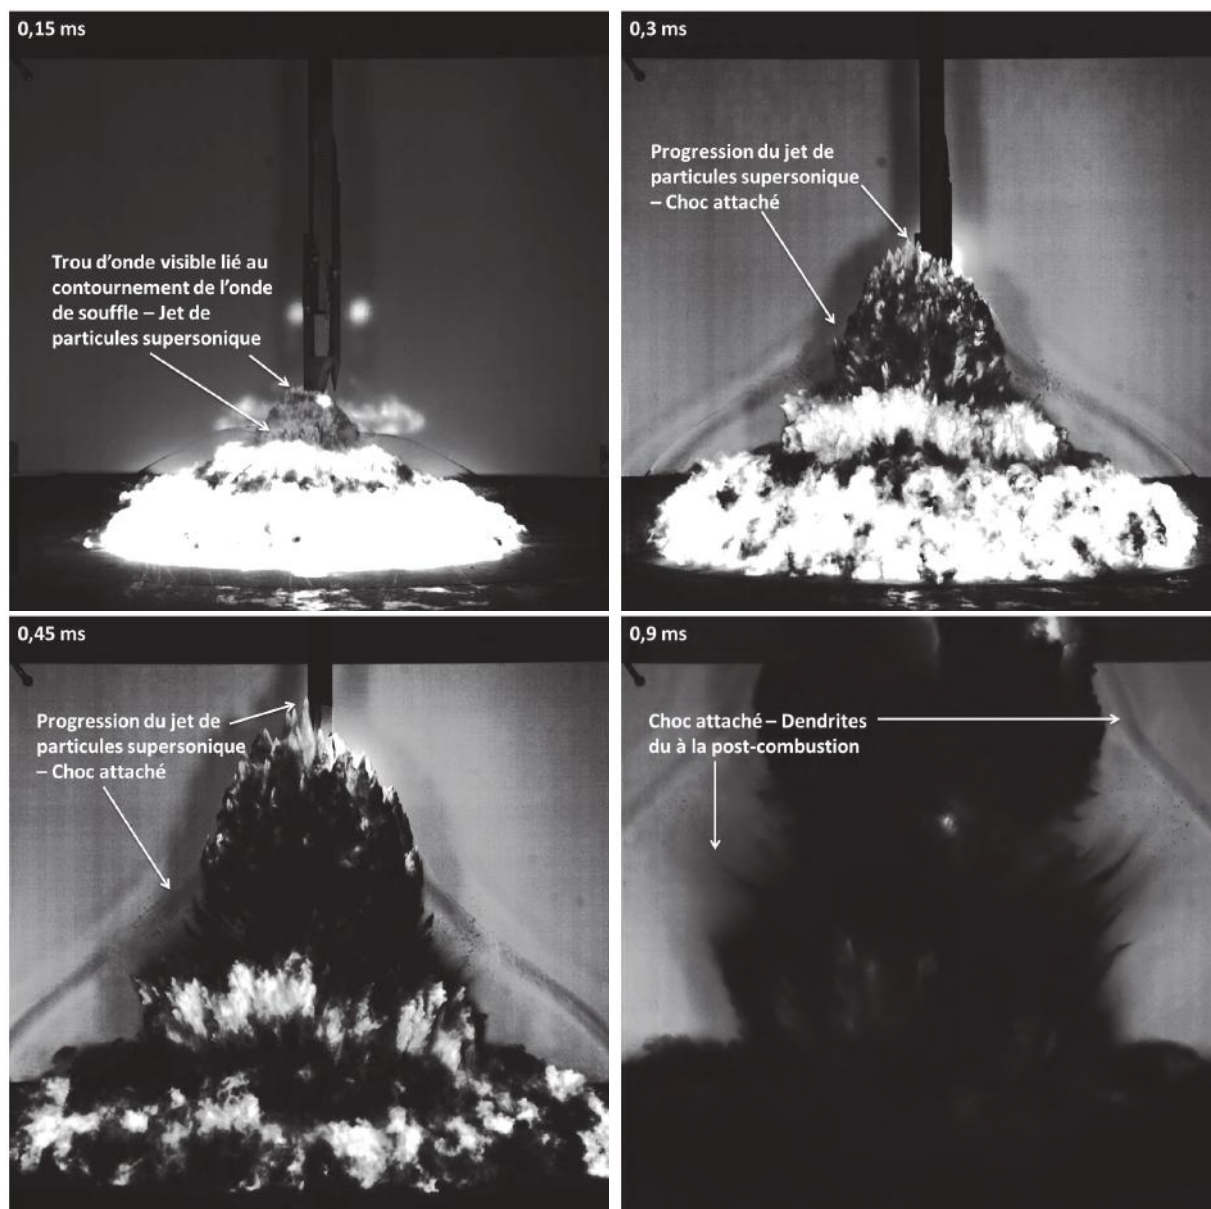 0,15 ms
Trou d'onde visible lié au
contournement de l'onde
de souffle – Jet de
particules supersonique
0,3 ms
Progression du jet de
particules supersonique
– Choc attaché
0,45 ms
Progression du jet de
particules supersonique
– Choc attaché
0,9 ms
Choc attaché – Dendrites
du à la post-combustion